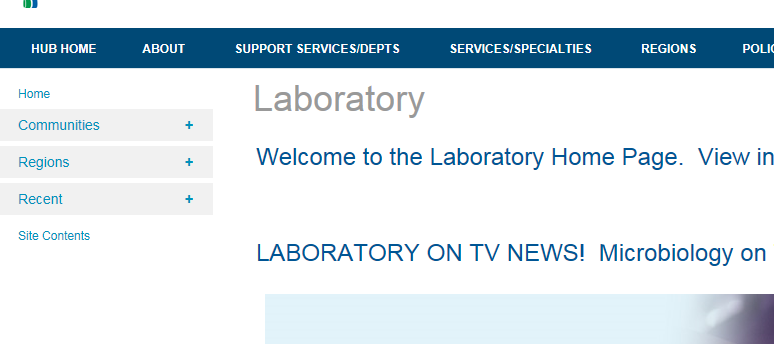 HUB HOME ABOUT SUPPORT SERVICES/DEPTS SERVICES/SPECIALTIES REGIONS
Home
Communities +
Regions +
Recent +
Site Contents
Laboratory
Welcome to the Laboratory Home Page. View in
LABORATORY ON TV NEWS! Microbiology on